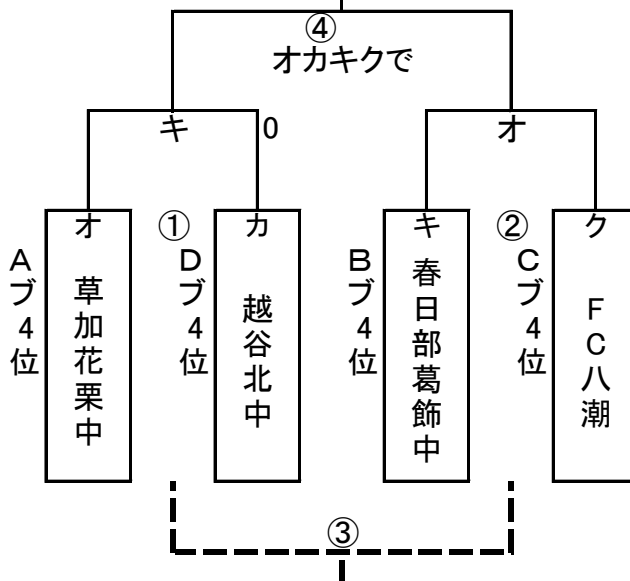 ④
オカキクで
キ
0
オ
オ
①
カ
キ
②
ク
Aブ4位
草加花栗中
Dブ4位
越谷北中
Bブ4位
春日部葛飾中
Cブ4位
FC八潮
③